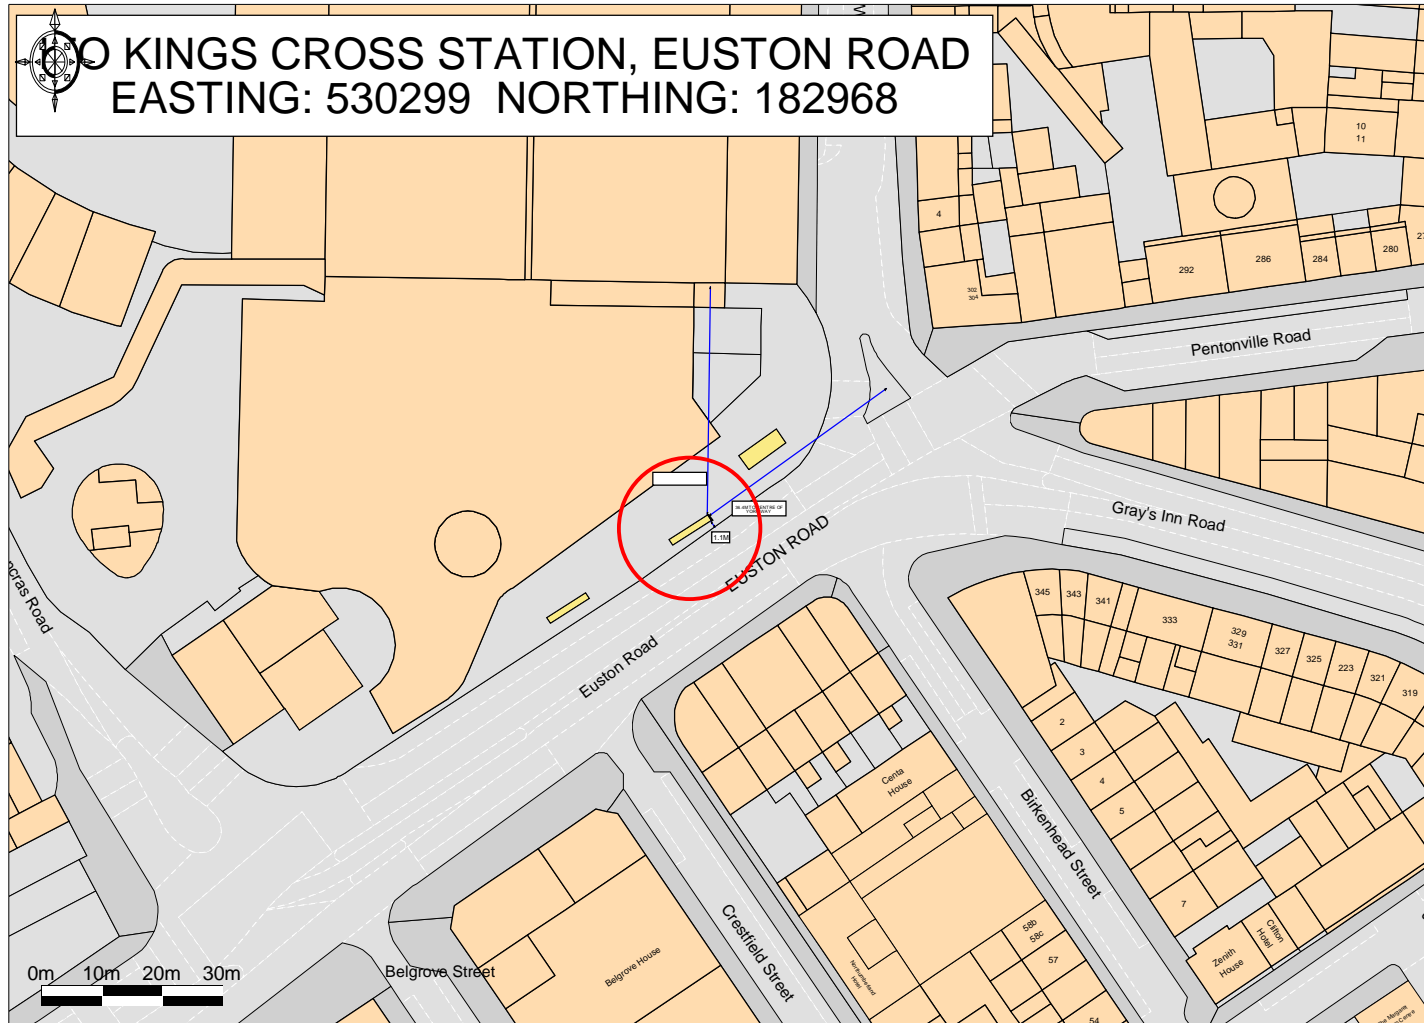 O KINGS CROSS STATION, EUSTON ROAD
EASTING: 530299 NORTHING: 182968
10
11
4
302
304
292
286
284
280
Pentonville Road
Gray's Inn Road
1.1M
EUSTON ROAD
Euston Road
345
343
341
333
329
331
327
325
223
321
319
2
3
4
5
7
Centa
House
Birkenhead Street
Crestfield Street
58b
58c
57
54
Northumberland
Hotel
Zenith
House
Clifton
Hotel
Belgrove House
Belgrove Street
0m 10m 20m 30m